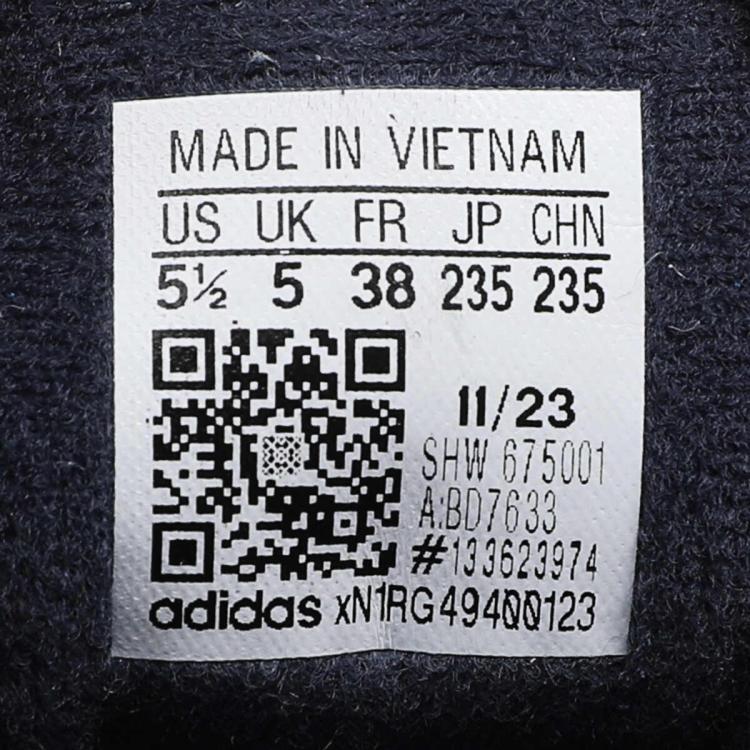 MADE IN VIETNAM
US UK FR JP CHN
5½ 5 38 235 235
11/23
SHW 675001
A:BD7633
#133623974
adidas xN1RG49400123